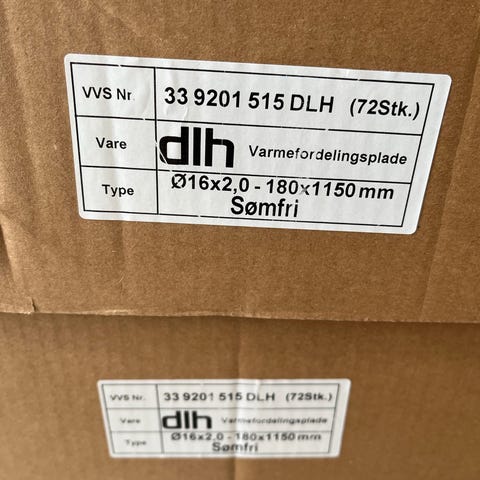 VVS Nr. 33 9201 515 DLH (72Stk.)
Vare dlh Varmefordelingsplade
Type Ø16x2,0 - 180x1150 mm
Sømfri
VVS Nr. 33 9201 515 DLH (72Stk.)
Vare dlh Varmefordelingsplade
Type Ø16x2,0 - 180x1150 mm
Sømfri